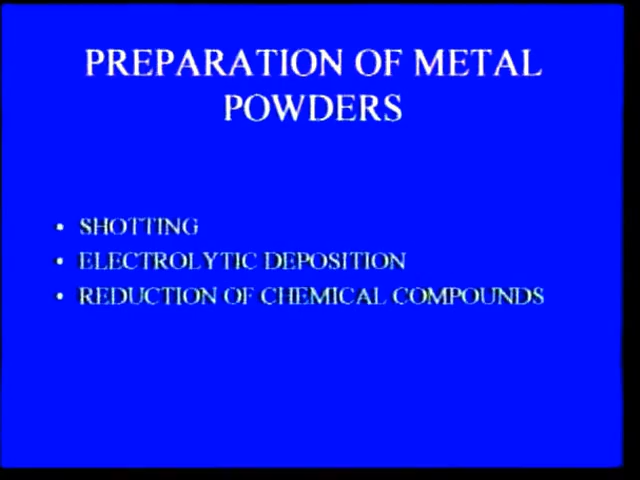 PREPARATION OF METAL
POWDERS
• SHOTTING
• ELECTROLYTIC DEPOSITION
• REDUCTION OF CHEMICAL COMPOUNDS